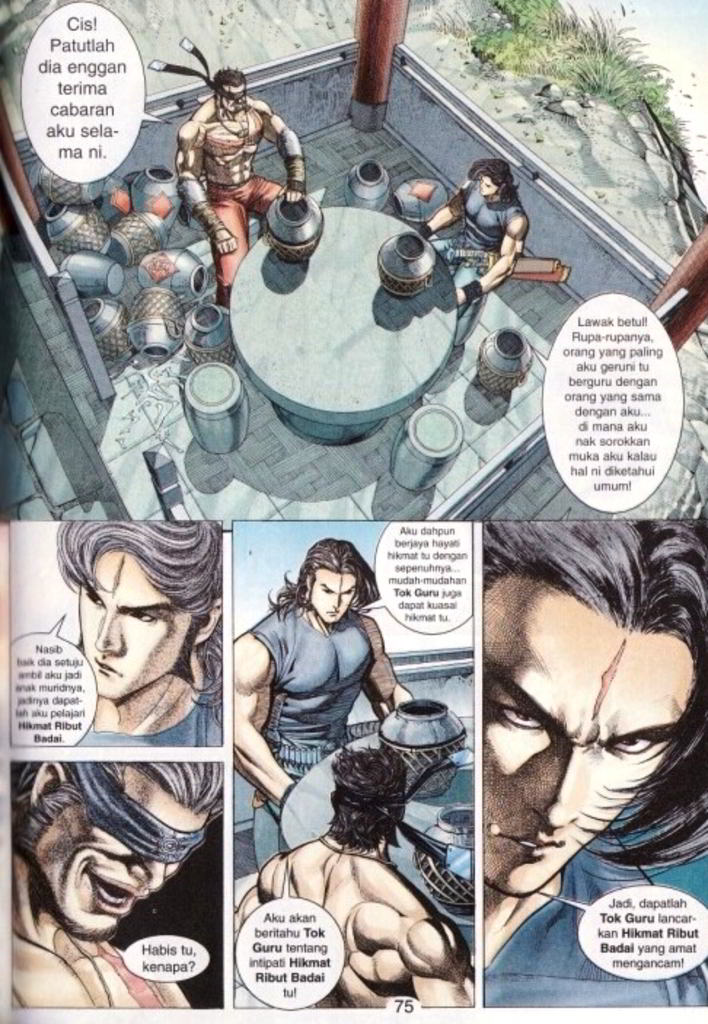 Cis!
Patutlah
dia enggan
terima
cabaran
aku sela-
ma ni.
Lawak betul!
Rupa-rupanya,
orang yang paling
aku geruni tu
berguru dengan
orang yang sama
dengan aku...
di mana aku
nak sorokkan
muka aku kalau
hal ni diketahui
umum!
Nasib
baik dia setuju
ambil aku jadi
anak muridnya,
jadinya dapat-
lah aku pelajari
Hikmat Ribut
Badai.
Habis tu,
kenapa?
Aku dahpun
berjaya hayati
hikmat tu dengan
sepenuhnya...
mudah-mudahan
Tok Guru juga
dapat kuasai
hikmat tu.
Aku akan
beritahu Tok
Guru tentang
intipati Hikmat
Ribut Badai
tu!
Jadi, dapatlah
Tok Guru lancar-
kan Hikmat Ribut
Badai yang amat
mengancam!
75